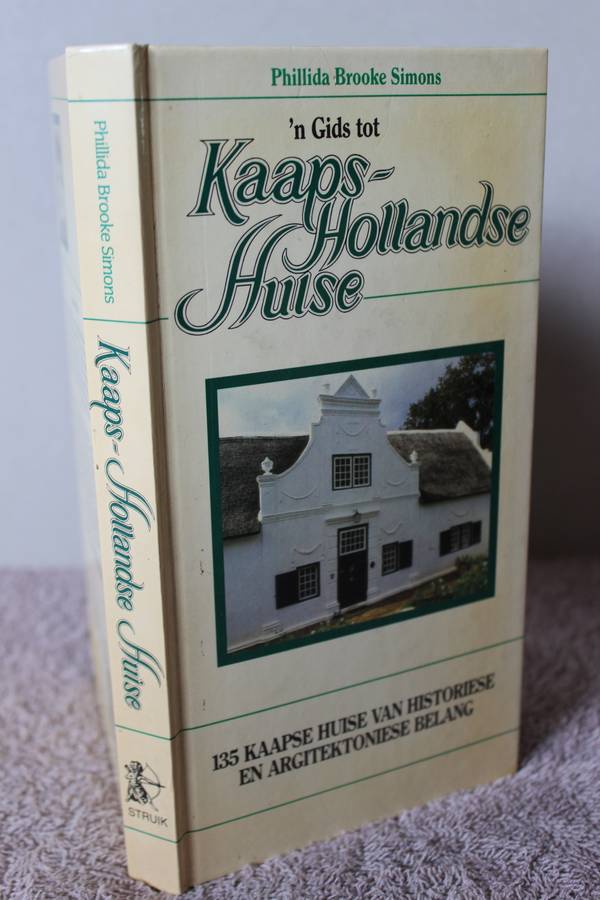 Phillida Brooke Simons
'n Gids tot
Kaaps-
Hollandse
Huise
135 KAAPSE HUISE VAN HISTORIESE
EN ARGITEKTONIESE BELANG
Phillida Brooke Simons
Kaaps-Hollandse Huise
STRUIK